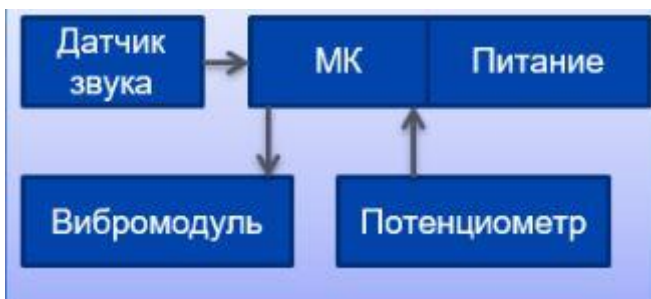 Датчик
звука
МК
Питание
Вибромодуль
Потенциометр